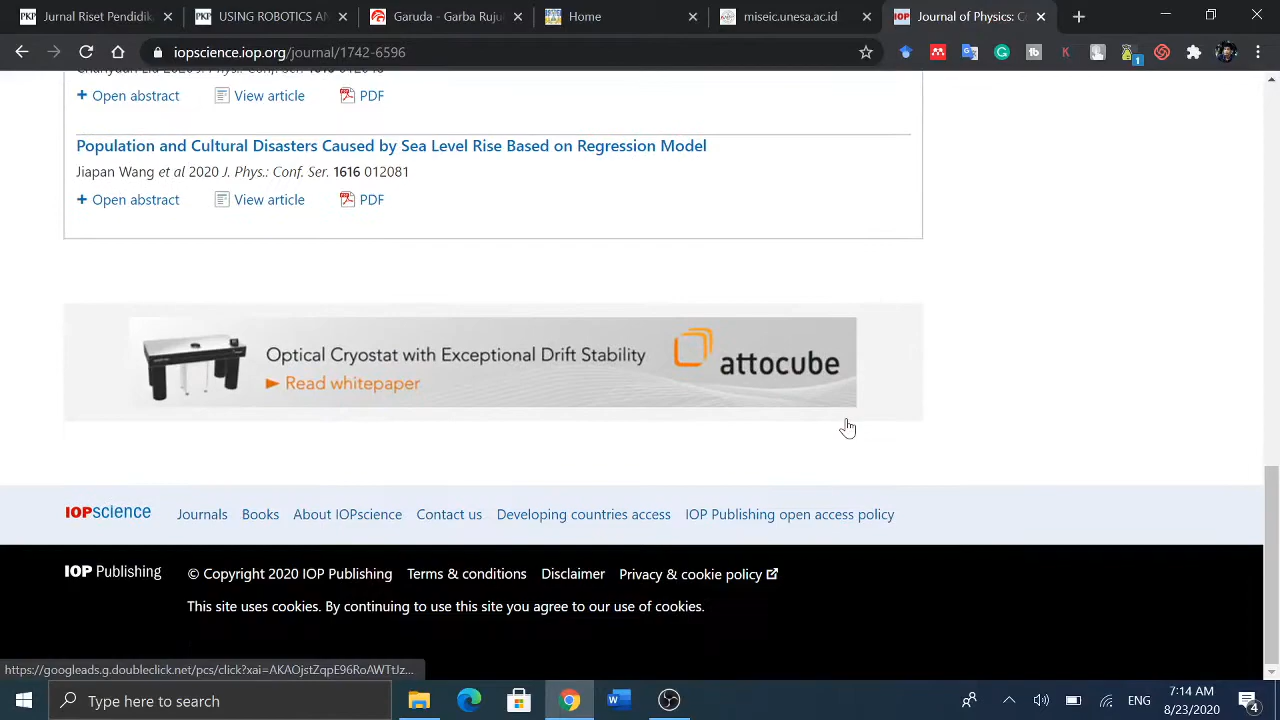 Jurnal Riset Pendidik
USING ROBOTICS AN
Garuda - Garba Ruju
Home
miseic.unesa.ac.id
Journal of Physics: Co
iopscience.iop.org/journal/1742-6596
+ Open abstract View article PDF
Population and Cultural Disasters Caused by Sea Level Rise Based on Regression Model
Jiapan Wang et al 2020 J. Phys.: Conf. Ser. 1616 012081
+ Open abstract View article PDF
Optical Cryostat with Exceptional Drift Stability
► Read whitepaper
attocube
IOPscience Journals Books About IOPscience Contact us Developing countries access IOP Publishing open access policy
IOP Publishing © Copyright 2020 IOP Publishing Terms & conditions Disclaimer Privacy & cookie policy
This site uses cookies. By continuing to use this site you agree to our use of cookies.
https://googleads.g.doubleclick.net/pcs/click?xai=AKAOjstZqpE96RoAWTtJz...
Type here to search
ENG
7:14 AM
8/23/2020
4